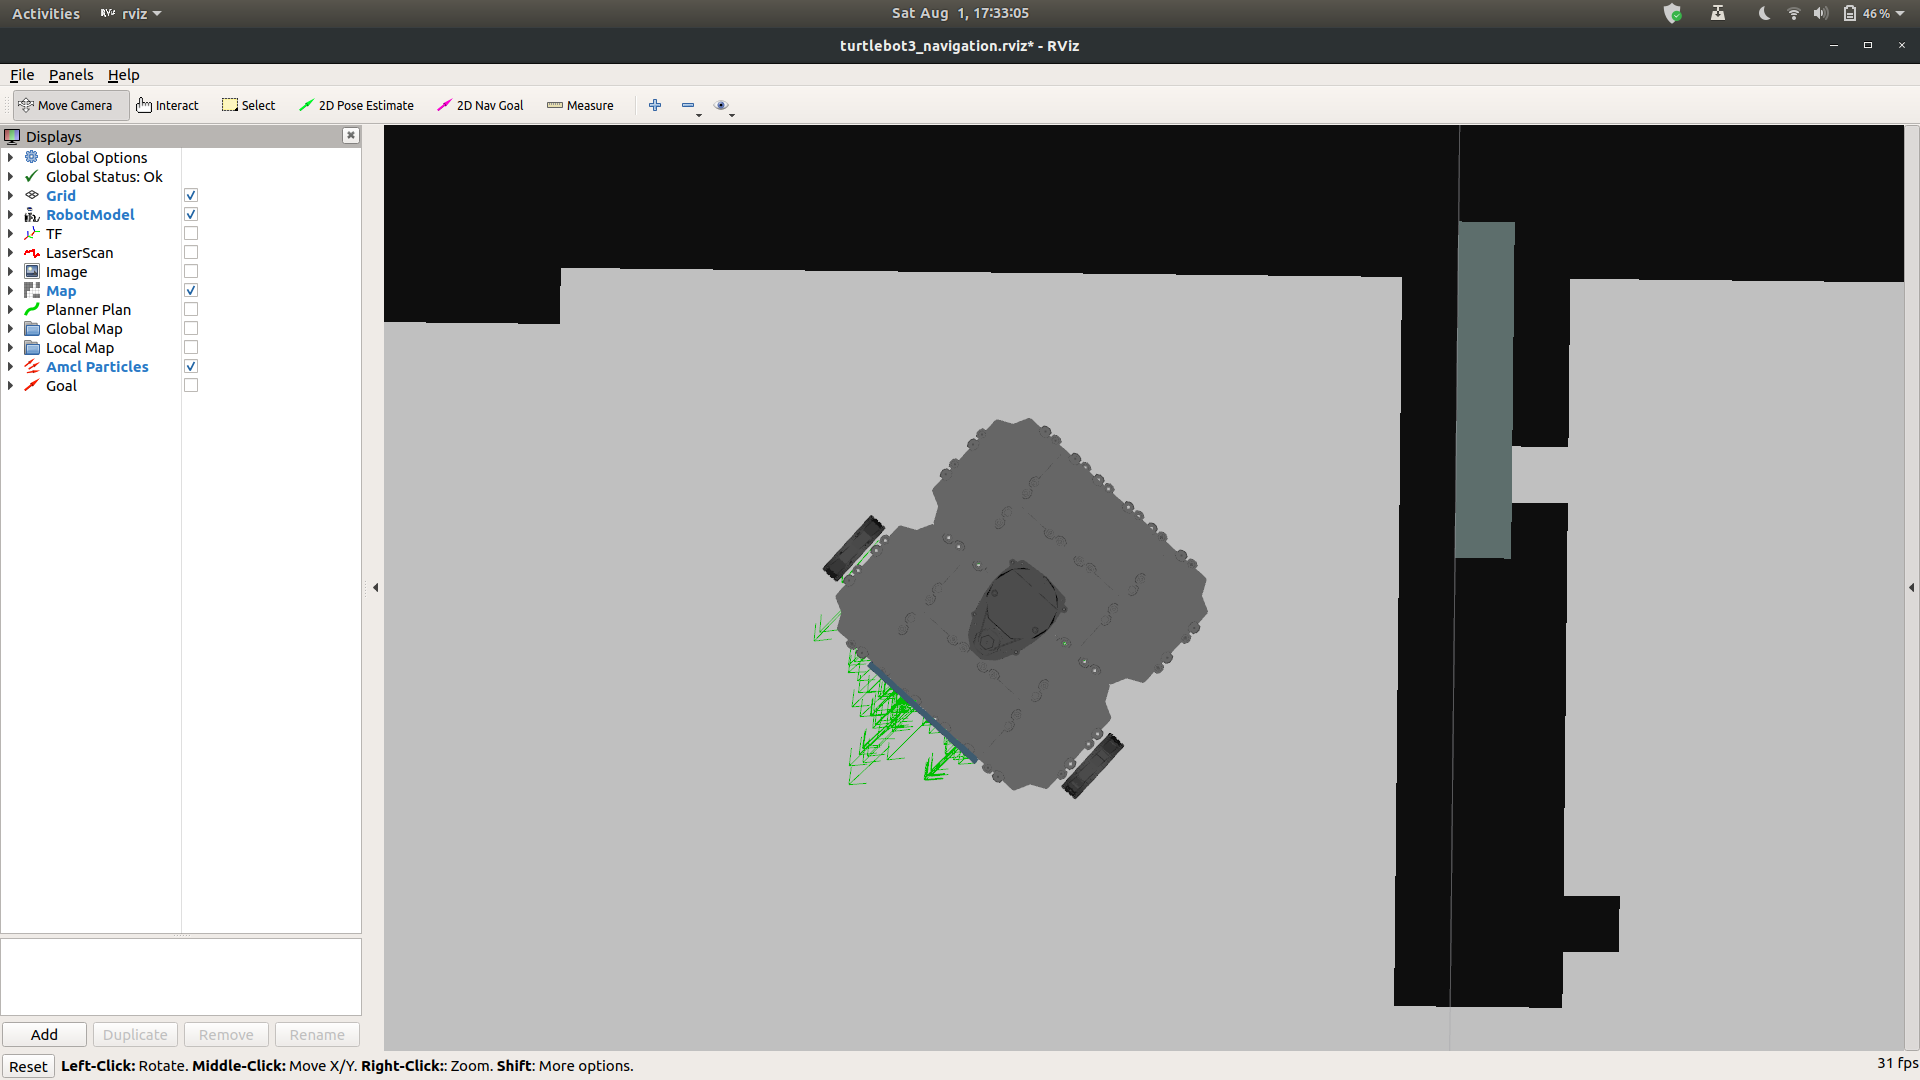 Activities RViz rviz Sat Aug 1, 17:33:05 46 %
turtlebot3_navigation.rviz* - RViz
File Panels Help
Move Camera Interact Select 2D Pose Estimate 2D Nav Goal Measure
Displays
Global Options
Global Status: Ok
Grid
RobotModel
TF
LaserScan
Image
Map
Planner Plan
Global Map
Local Map
Amcl Particles
Goal
Add Duplicate Remove Rename
Reset Left-Click: Rotate. Middle-Click: Move X/Y. Right-Click:: Zoom. Shift: More options. 31 fps